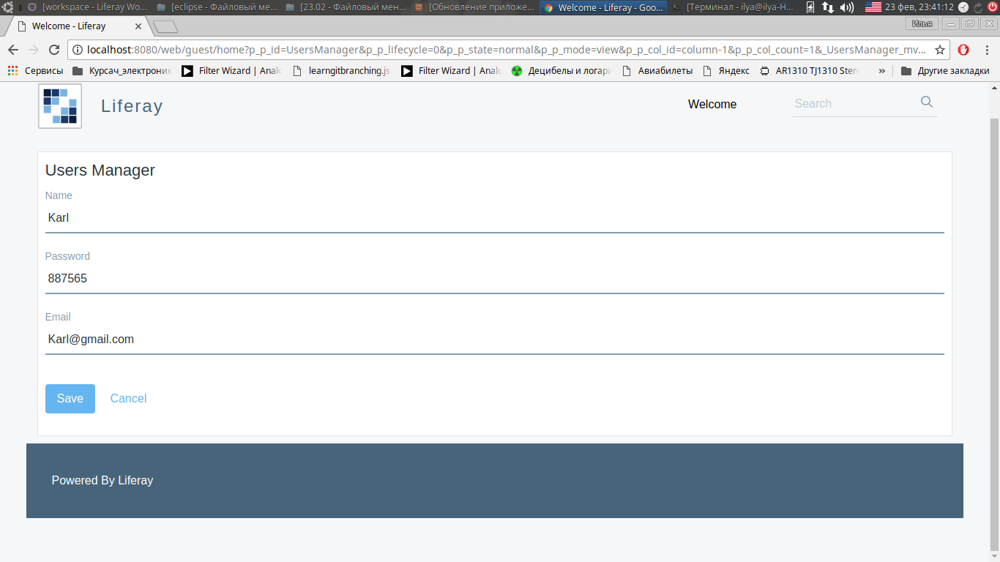 [workspace - Liferay Wo...
[eclipse - Файловый ме...
[23.02 - Файловый мен...
[Обновление приложе...
Welcome - Liferay - Goo...
[Терминал - ilya@ilya-H...
23 фев, 23:41:12
Welcome - Liferay
Илья
localhost:8080/web/guest/home?p_p_id=UsersManager&p_p_lifecycle=0&p_p_state=normal&p_p_mode=view&p_p_col_id=column-1&p_p_col_count=1&_UsersManager_mv...
Сервисы
Курсач_электроник
Filter Wizard | Analo
learngitbranching.js
Filter Wizard | Analo
Децибелы и логари
Авиабилеты
Яндекс
AR1310 TJ1310 Stere
»
Другие закладки
Liferay
Welcome
Search
Users Manager
Name
Karl
Password
887565
Email
Karl@gmail.com
Save
Cancel
Powered By Liferay